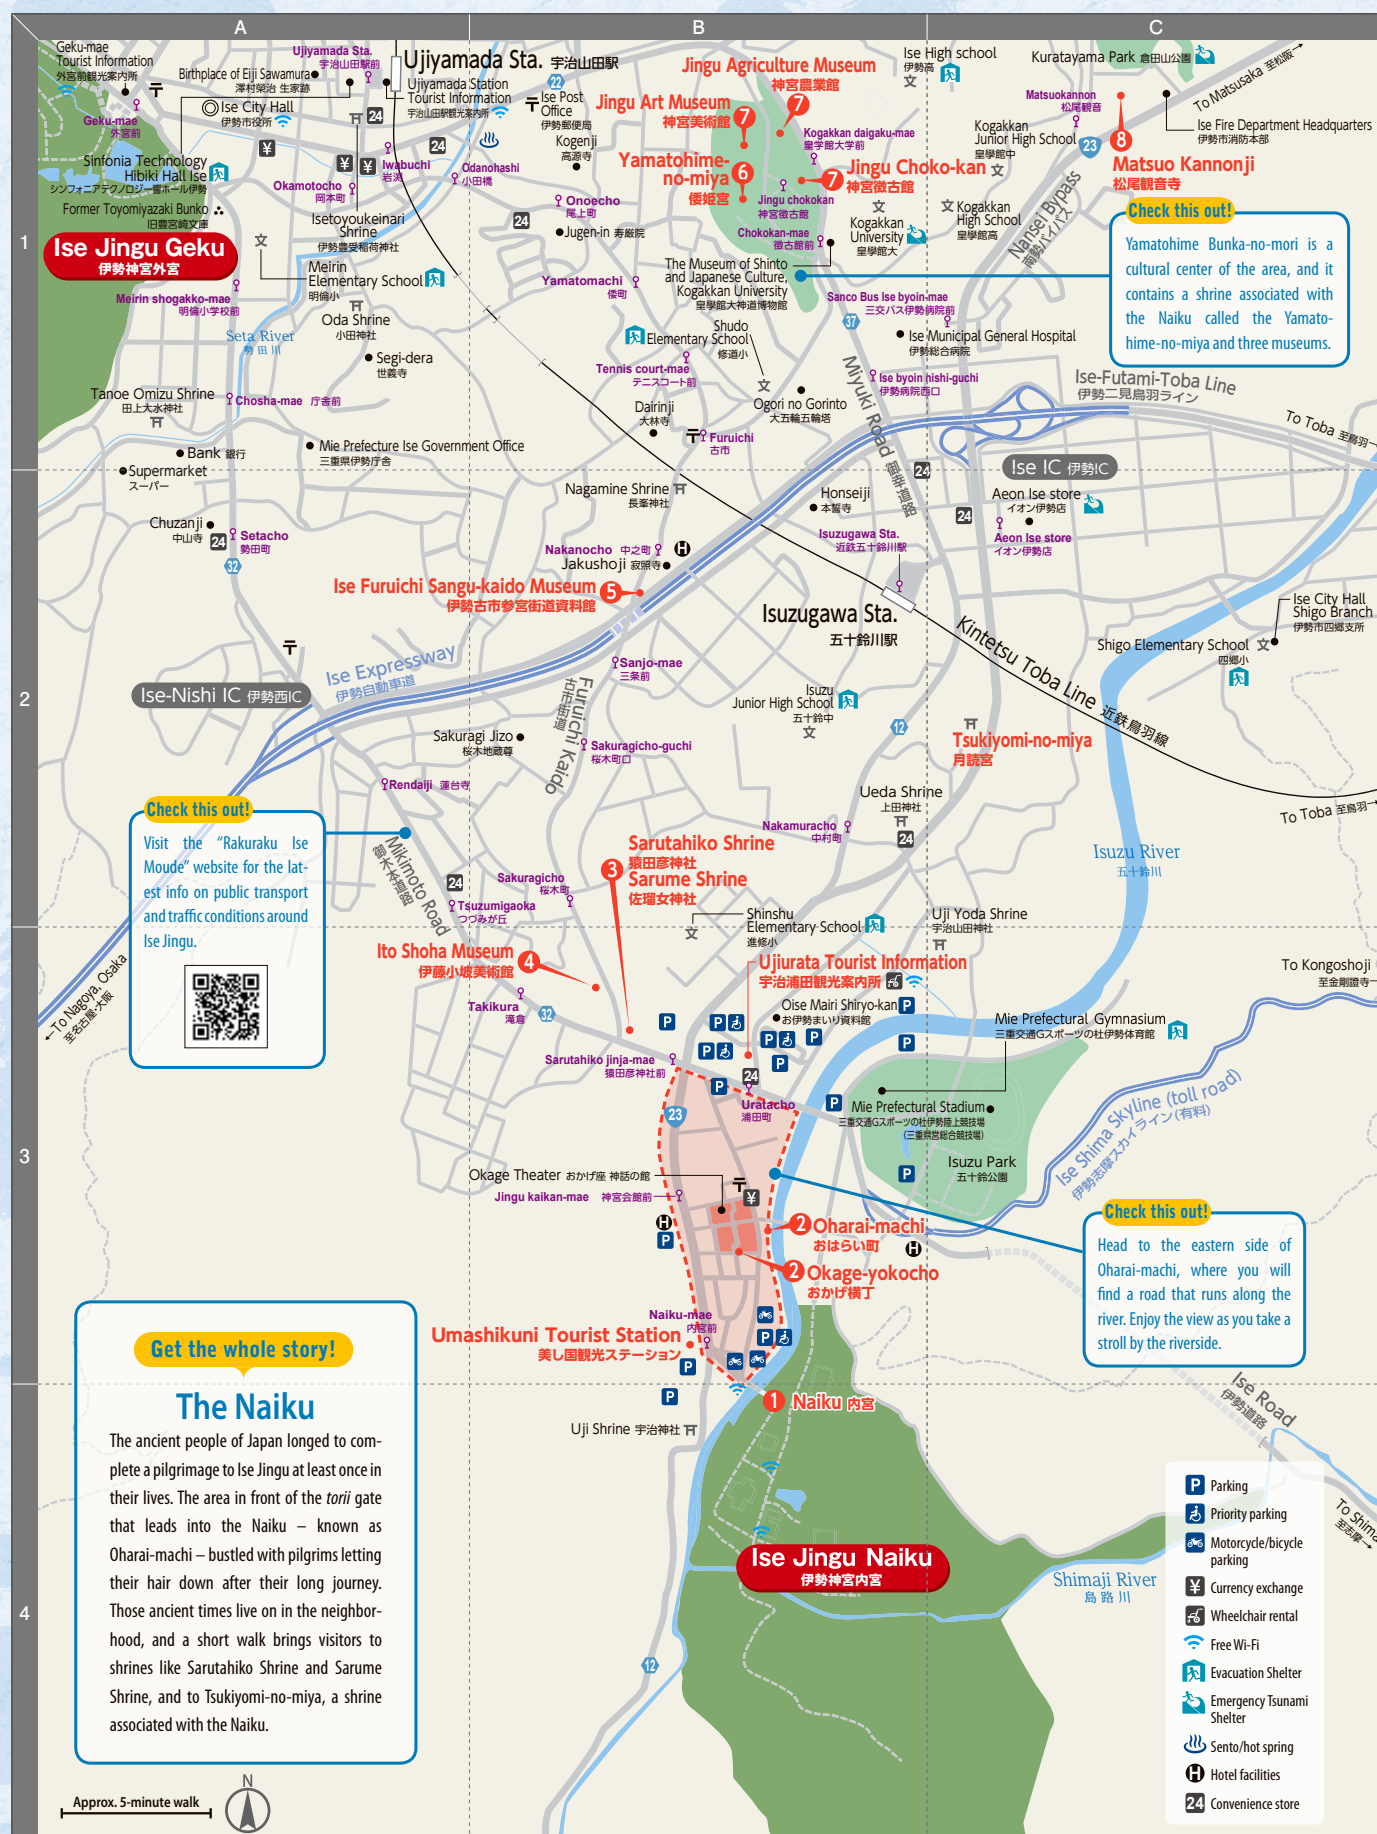 A
B
C
1
2
3
4
Geku-mae
Tourist Information
外宮前観光案内所
Geku-mae
外宮前
Birthplace of Eiji Sawamura
澤村栄治 生家跡
Ujiyamada Sta.
宇治山田駅前
Ujiyamada Sta. 宇治山田駅
Ujiyamada Station
Tourist Information
宇治山田駅観光案内所
Ise City Hall
伊勢市役所
22
Ise Post
Office
伊勢郵便局
Kogenji
高源寺
Sinfonia Technology
Hibiki Hall Ise
シンフォニアテクノロジー響ホール伊勢
Iwabuchi
岩渕
Odanohashi
小田橋
Okamotocho
岡本町
Former Toyomiyazaki Bunko
旧豊宮崎文庫
Isetoyoukeinari
Shrine
伊勢豊受稲荷神社
Ise Jingu Geku
伊勢神宮外宮
Meirin
Elementary School
明倫小
Meirin shogakko-mae
明倫小学校前
Oda Shrine
小田神社
Seta River
勢田川
Segi-dera
世義寺
Tanoe Omizu Shrine
田上大水神社
Chosha-mae 庁舎前
Bank 銀行
Mie Prefecture Ise Government Office
三重県伊勢庁舎
Supermarket
スーパー
Chuzanji
中山寺
Setacho
勢田町
32
Onoecho
尾上町
Jugen-in 寿厳院
Yamatomachi
倭町
Shudo
Elementary School
修道小
Tennis court-mae
テニスコート前
Dairinji
大林寺
Furuichi
古市
Ogori no Gorinto
大五輪五輪塔
Jingu Agriculture Museum
神宮農業館
7
Jingu Art Museum
神宮美術館
7
Kogakkan daigaku-mae
皇学館大学前
Yamatohime-
no-miya
倭姫宮
6
7
Jingu Choko-kan
神宮徴古館
Jingu chokokan
神宮徴古館
Chokokan-mae
徴古館前
Kogakkan
University
皇學館大
The Museum of Shinto
and Japanese Culture,
Kogakkan University
皇學館大神道博物館
Sanco Bus Ise byoin-mae
三交バス伊勢病院前
37
Ise Municipal General Hospital
伊勢総合病院
Ise byoin nishi-guchi
伊勢病院西口
Miyuki Road 御幸道路
Ise High school
伊勢高
Kuratayama Park 倉田山公園
To Matsusaka 至松阪
Matsuokannon
松尾観音
Kogakkan
Junior High School
皇學館中
23
8
Matsuo Kannonji
松尾観音寺
Ise Fire Department Headquarters
伊勢市消防本部
Kogakkan
High School
皇學館高
Nansei Bypass
南勢バイパス
Check this out!
Yamatohime Bunka-no-mori is a
cultural center of the area, and it
contains a shrine associated with
the Naiku called the Yamato-
hime-no-miya and three museums.
Ise-Futami-Toba Line
伊勢二見鳥羽ライン
To Toba 至鳥羽
Ise IC 伊勢IC
Nagamine Shrine
長峯神社
Honseiji
本誓寺
Aeon Ise store
イオン伊勢店
Aeon Ise store
イオン伊勢店
Isuzugawa Sta.
近鉄五十鈴川駅
Nakanocho 中之町
Jakushoji 寂照寺
Ise Furuichi Sangu-kaido Museum
伊勢古市参宮街道資料館
5
Isuzugawa Sta.
五十鈴川駅
Ise City Hall
Shigo Branch
伊勢市四郷支所
Shigo Elementary School
四郷小
Kintetsu Toba Line 近鉄鳥羽線
Ise Expressway
伊勢自動車道
Ise-Nishi IC 伊勢西IC
Sanjo-mae
三条前
Furuichi Kaido
古市街道
Isuzu
Junior High School
五十鈴中
12
Tsukiyomi-no-miya
月読宮
Sakuragi Jizo
桜木地蔵尊
Sakuragicho-guchi
桜木町口
Rendaiji 蓮台寺
Ueda Shrine
上田神社
To Toba 至鳥羽
Nakamuracho
中村町
Check this out!
Visit the “Rakuraku Ise
Moude” website for the lat-
est info on public transport
and traffic conditions around
Ise Jingu.
Mikimoto Road
御木本道路
Sarutahiko Shrine
猿田彦神社
Sarume Shrine
佐瑠女神社
3
Isuzu River
五十鈴川
Sakuragicho
桜木町
Tsuzumigaoka
つづみが丘
Shinshu
Elementary School
進修小
Uji Yoda Shrine
宇治山田神社
Ito Shoha Museum
伊藤小坡美術館
4
Ujiurata Tourist Information
宇治浦田観光案内所
To Kongoshoji
至金剛證寺
To Nagoya, Osaka
至名古屋・大阪
Takikura
滝倉
32
Oise Mairi Shiryo-kan
お伊勢まいり資料館
Mie Prefectural Gymnasium
三重交通Gスポーツの杜伊勢体育館
Sarutahiko jinja-mae
猿田彦神社前
Uratacho
浦田町
Mie Prefectural Stadium
三重交通Gスポーツの杜伊勢陸上競技場
(三重県営総合競技場)
Ise Shima Skyline (toll road)
伊勢志摩スカイライン(有料)
23
Isuzu Park
五十鈴公園
Okage Theater おかげ座 神話の館
Jingu kaikan-mae 神宮会館前
2
Oharai-machi
おはらい町
2
Okage-yokocho
おかげ横丁
Check this out!
Head to the eastern side of
Oharai-machi, where you will
find a road that runs along the
river. Enjoy the view as you take a
stroll by the riverside.
Naiku-mae
内宮前
Umashikuni Tourist Station
美し国観光ステーション
1
Naiku 内宮
Uji Shrine 宇治神社
Ise Road
伊勢道路
To Shima
至志摩
Ise Jingu Naiku
伊勢神宮内宮
Shimaji River
島路川
12
Get the whole story!
The Naiku
The ancient people of Japan longed to com-
plete a pilgrimage to Ise Jingu at least once in
their lives. The area in front of the torii gate
that leads into the Naiku – known as
Oharai-machi – bustled with pilgrims letting
their hair down after their long journey.
Those ancient times live on in the neighbor-
hood, and a short walk brings visitors to
shrines like Sarutahiko Shrine and Sarume
Shrine, and to Tsukiyomi-no-miya, a shrine
associated with the Naiku.
Approx. 5-minute walk
N
P Parking
Priority parking
Motorcycle/bicycle
parking
¥ Currency exchange
Wheelchair rental
Free Wi-Fi
Evacuation Shelter
Emergency Tsunami
Shelter
Sento/hot spring
H Hotel facilities
24 Convenience store